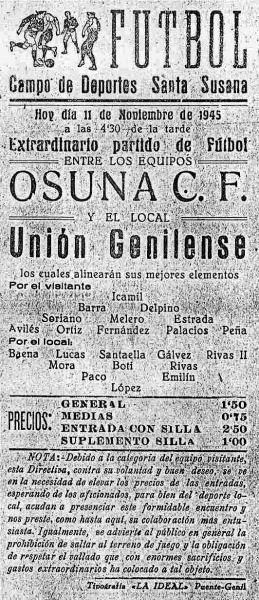 FUTBOL
Campo de Deportes Santa Susana
Hoy día 11 de Noviembre de 1945
a las 4'30 de la tarde
Extraordinario partido de Fútbol
ENTRE LOS EQUIPOS
OSUNA C. F.
Y EL LOCAL
Unión Genilense
los cuales alinearán sus mejores elementos
Por el visitante
Icamil
Barra Delpino
Soriano Melero Estrada
Avilés Ortiz Fernández Palacios Peña
Por el local:
Baena Lucas Santaella Gálvez Rivas II
Mora Boti Rivas
Paco Emilín
López
PRECIOS:
GENERAL 1'50
MEDIAS 0'75
ENTRADA CON SILLA 2'50
SUPLEMENTO SILLA 1'00
NOTA:-Debido a la categoría del equipo visitante,
esta Directiva, contra su voluntad y buen deseo, se ve
en la necesidad de elevar los precios de las entradas,
esperando de los aficionados, para bien del deporte lo-
cal, acudan a presenciar este formidable encuentro y
nos preste, como hasta aquí, su colaboración más entu-
siasta. Igualmente, se advierte al público en general la
prohibición de saltar al terreno de juego y la obligación
de respetar el vallado que con enormes sacrificios y
gastos extraordinarios ha colocado a tal objeto.
Tipografía «LA IDEAL» Puente-Genil